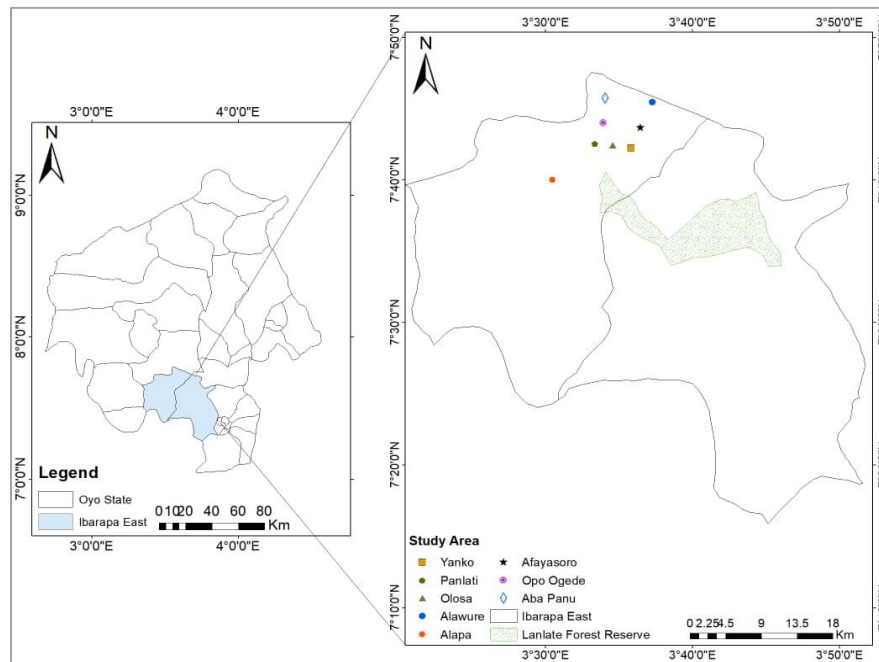 3°0'0"E
4°0'0"E
N
9°0'0"N
8°0'0"N
7°0'0"N
Legend
Oyo State
Ibarapa East
0 10 20 40 60 80
Km
3°0'0"E
4°0'0"E
3°30'0"E
3°40'0"E
3°50'0"E
N
7°50'0"N
7°40'0"N
7°30'0"N
7°20'0"N
7°10'0"N
Study Area
Yanko
Panlati
Olosa
Alawure
Alapa
Afayasoro
Opo Ogede
Aba Panu
Ibarapa East
Lanlate Forest Reserve
0 2.25 4.5 9 13.5 18
Km
3°30'0"E
3°40'0"E
3°50'0"E